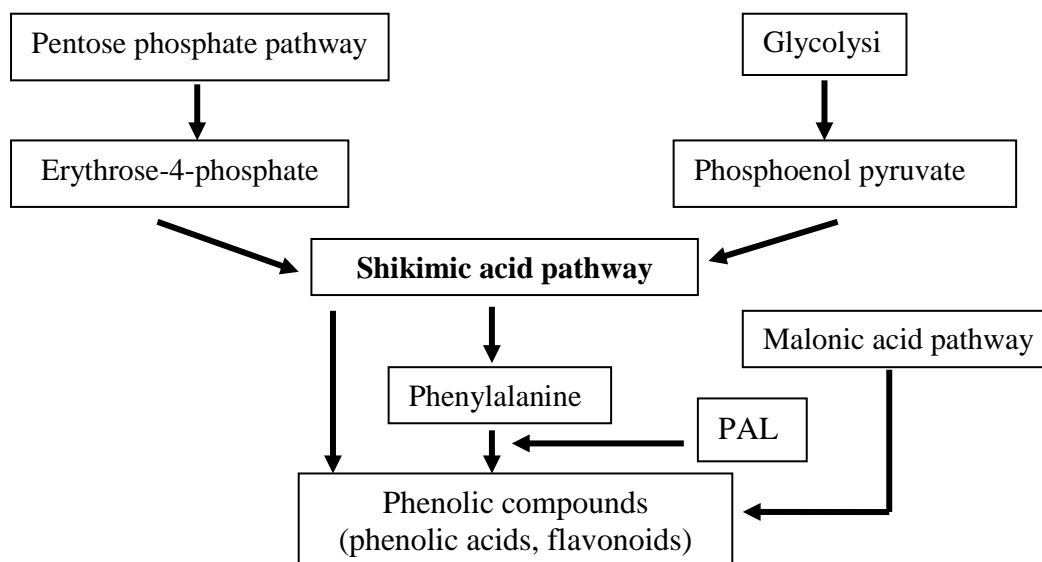 Pentose phosphate pathway
Glycolysi
Erythrose-4-phosphate
Phosphoenol pyruvate
Shikimic acid pathway
Malonic acid pathway
Phenylalanine
PAL
Phenolic compounds
(phenolic acids, flavonoids)